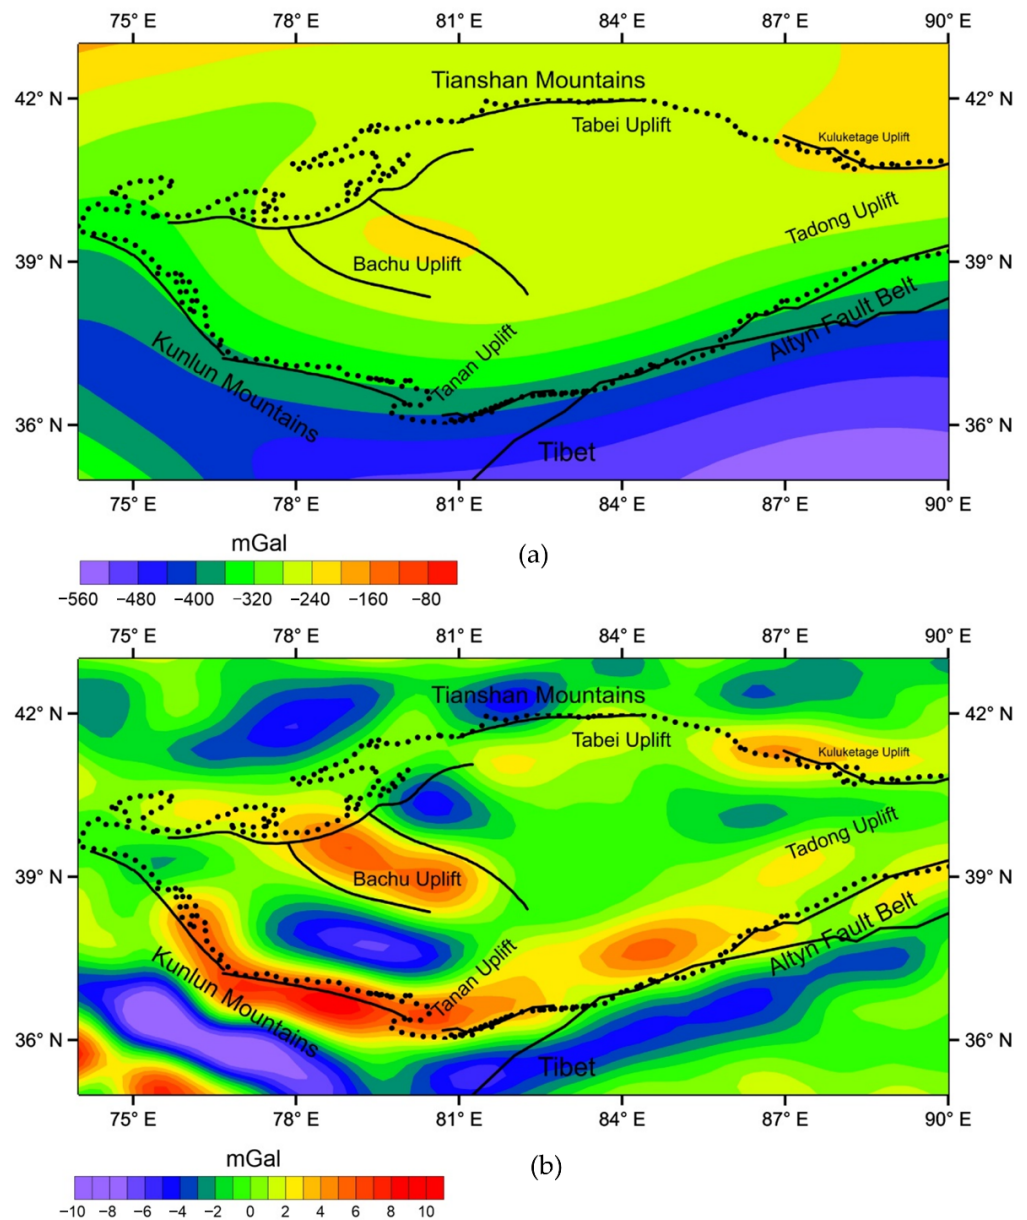 75° E 78° E 81° E 84° E 87° E 90° E
Tianshan Mountains
42° N 42° N
Tabei Uplift
Kuluketage Uplift
Tadong Uplift
39° N 39° N
Bachu Uplift
Altyn Fault Belt
Tanan Uplift
Kunlun Mountains
36° N 36° N
Tibet
75° E 78° E 81° E 84° E 87° E 90° E
mGal
(a)
−560 −480 −400 −320 −240 −160 −80
75° E 78° E 81° E 84° E 87° E 90° E
Tianshan Mountains
42° N 42° N
Tabei Uplift
Kuluketage Uplift
Tadong Uplift
39° N 39° N
Bachu Uplift
Altyn Fault Belt
Tanan Uplift
Kunlun Mountains
36° N 36° N
Tibet
75° E 78° E 81° E 84° E 87° E 90° E
mGal
(b)
−10 −8 −6 −4 −2 0 2 4 6 8 10